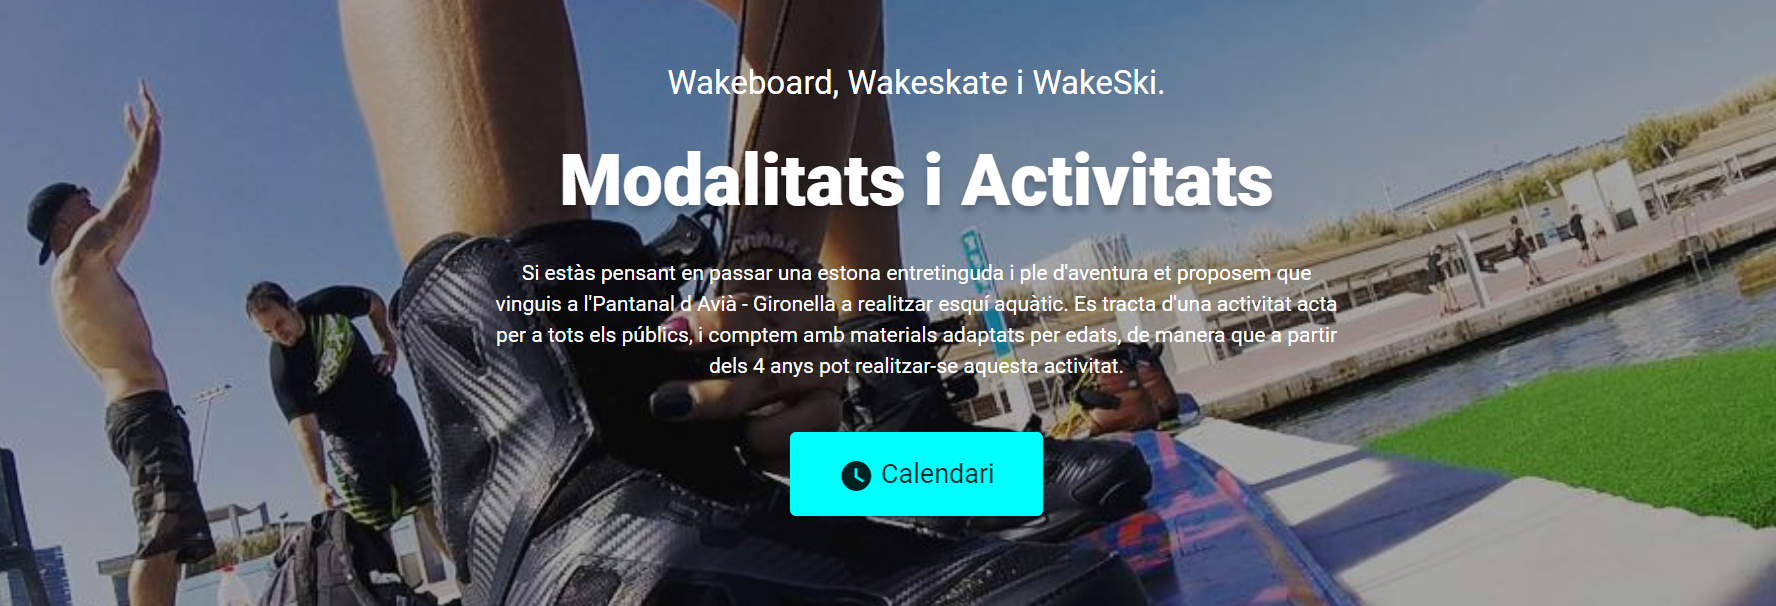 Wakeboard, Wakeskate i WakeSki.
Modalitats i Activitats
Si estàs pensant en passar una estona entretinguda i ple d'aventura et proposem que
vinguis a l'Pantanal d Avià - Gironella a realitzar esquí aquàtic. Es tracta d'una activitat acta
per a tots els públics, i comptem amb materials adaptats per edats, de manera que a partir
dels 4 anys pot realitzar-se aquesta activitat.
Calendari